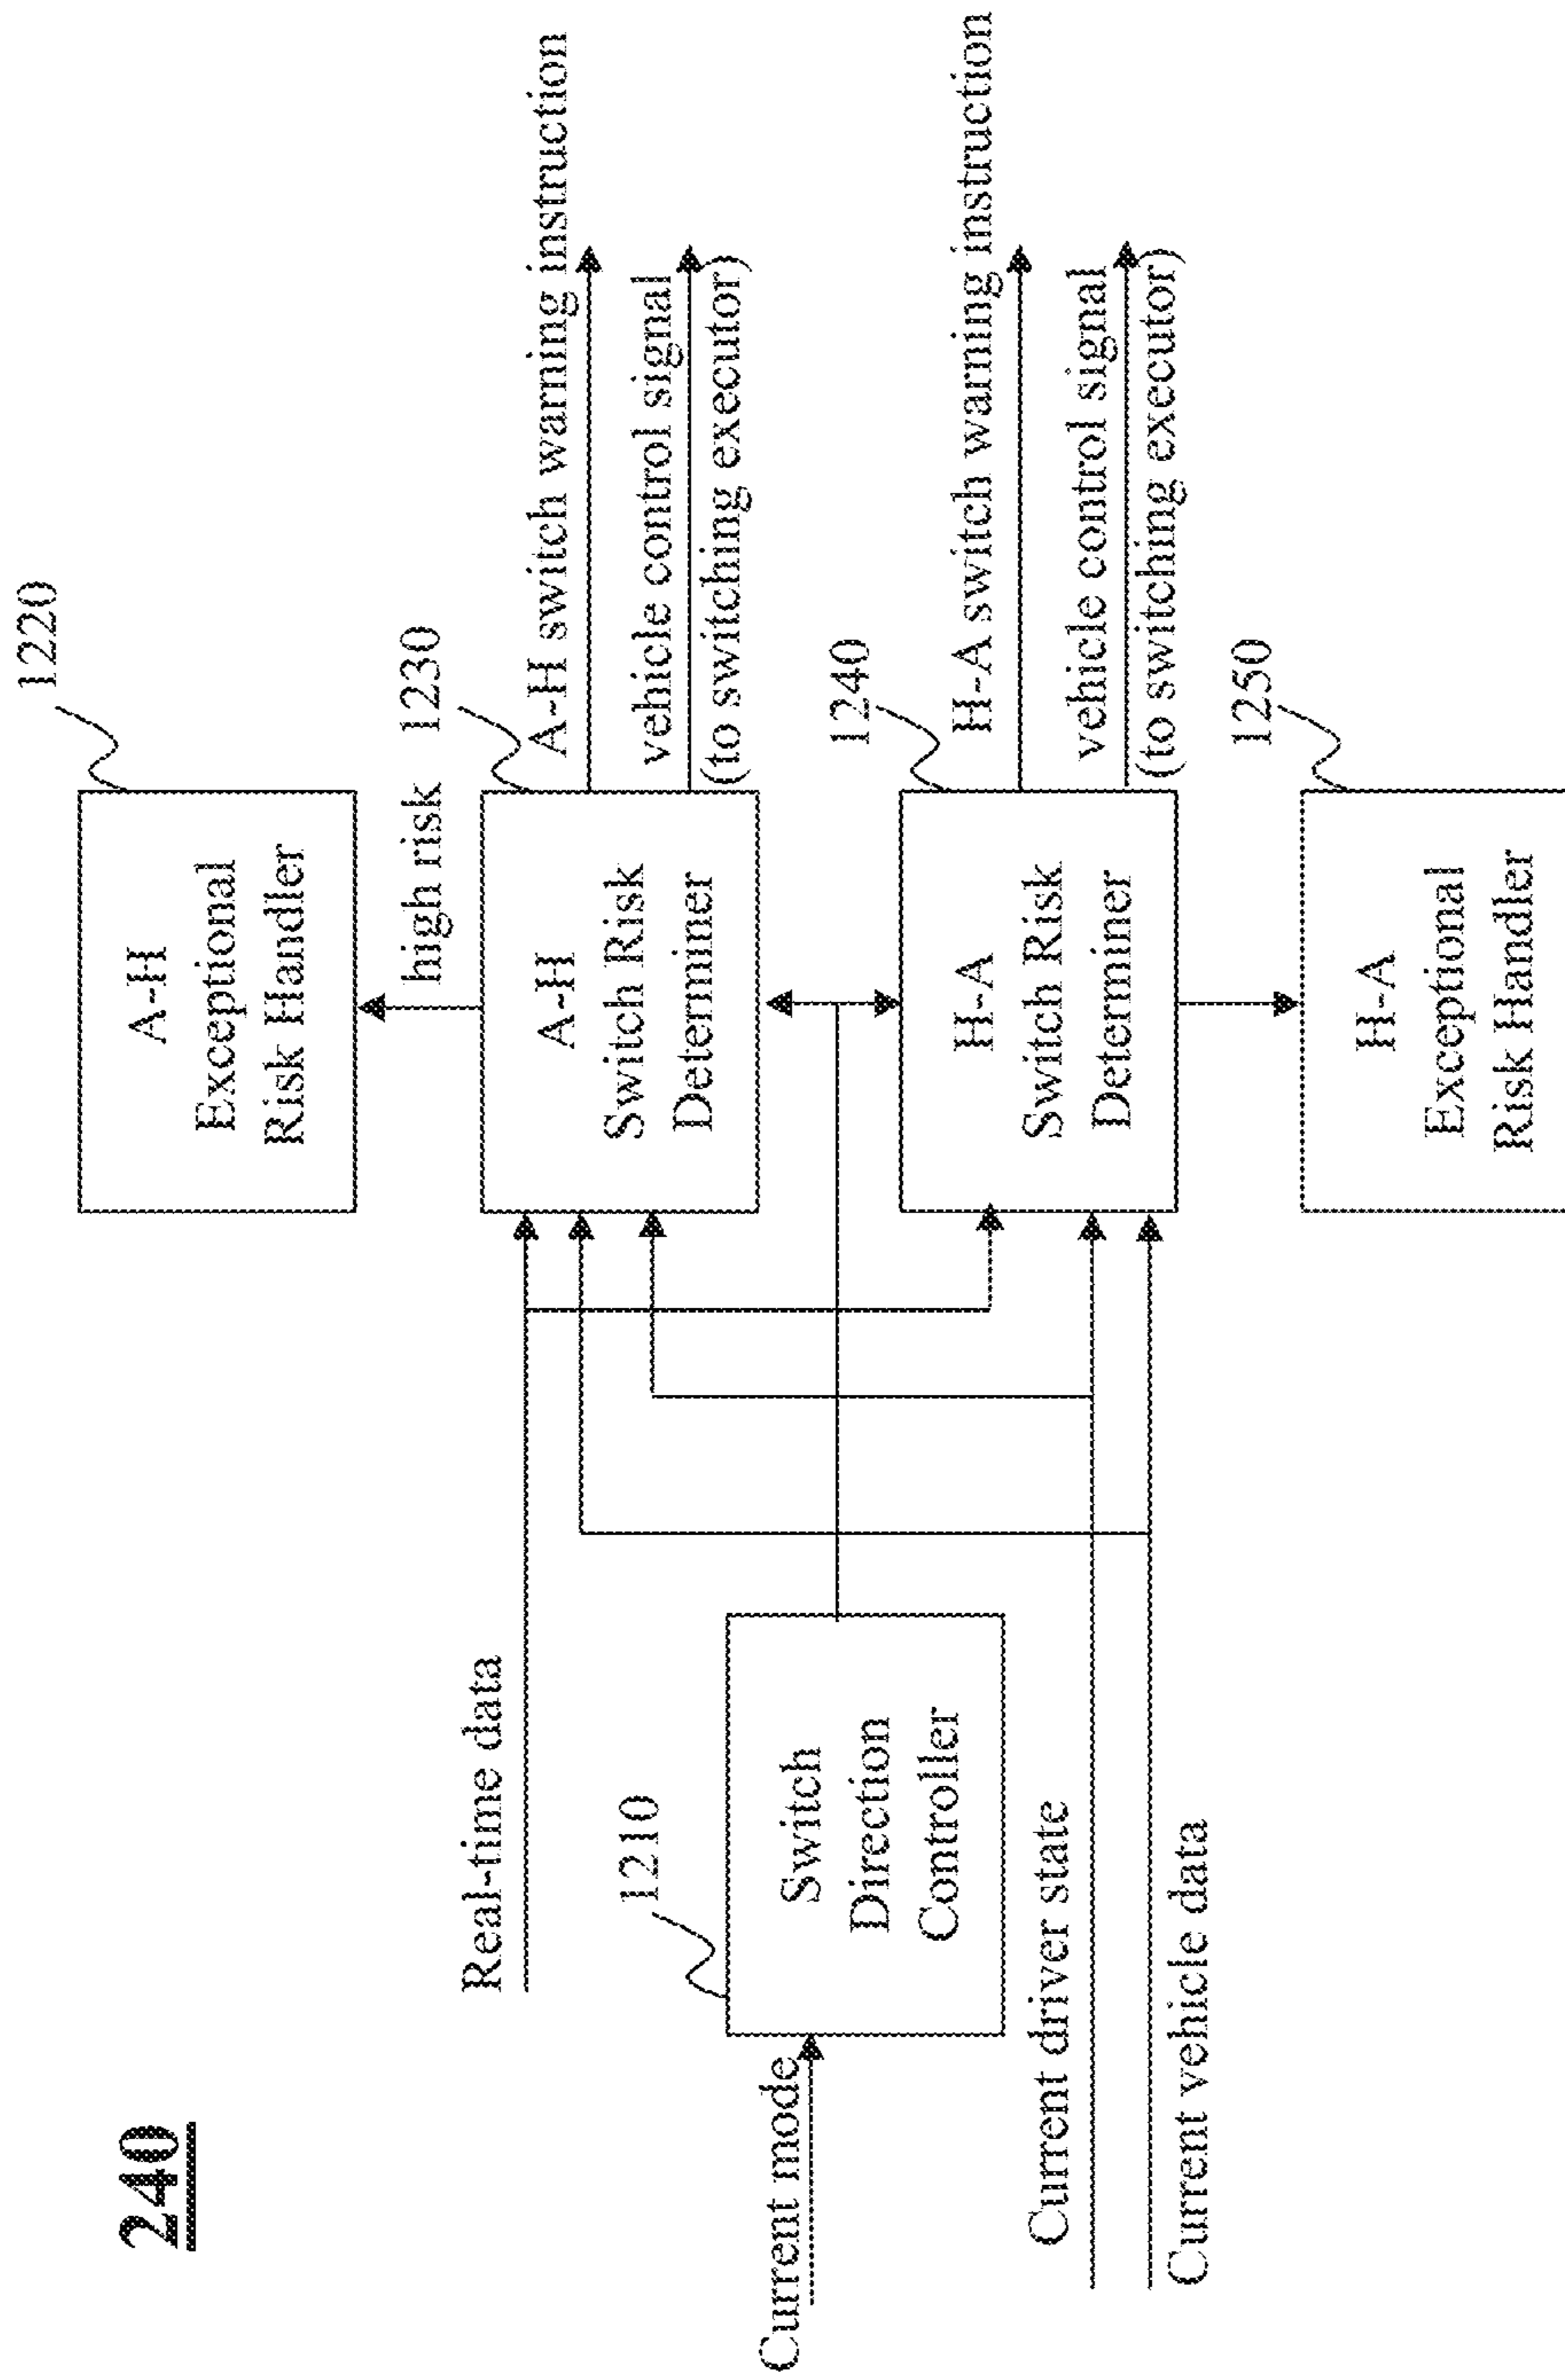 240
1220
A-H
Exceptional
Risk Handler
high risk
1230
A-H switch warning instruction
Real-time data
A-H
Switch Risk
Determiner
vehicle control signal
(to switching executor)
1210
Current mode
Switch
Direction
Controller
1240
H-A switch warning instruction
H-A
Switch Risk
Determiner
vehicle control signal
(to switching executor)
Current driver state
Current vehicle data
1250
H-A
Exceptional
Risk Handler